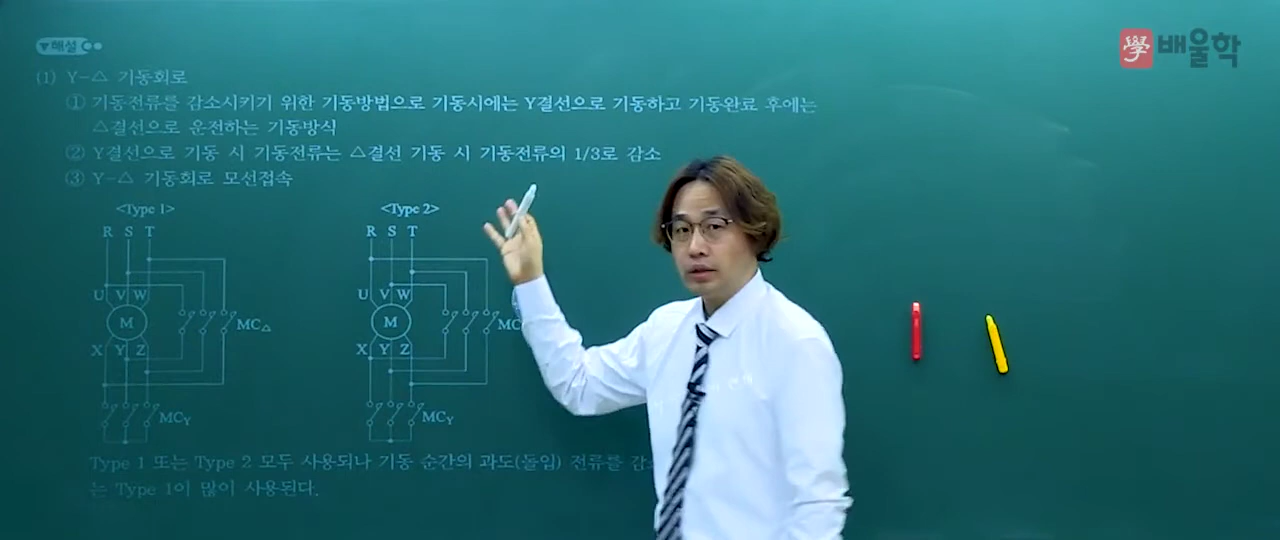 學 배울학
▼해설
(1) Y-△ 기동회로
① 기동전류를 감소시키기 위한 기동방법으로 기동시에는 Y결선으로 기동하고 기동완료 후에는
△결선으로 운전하는 기동방식
② Y결선으로 기동 시 기동전류는 △결선 기동 시 기동전류의 1/3로 감소
③ Y-△ 기동회로 모선접속
<Type 1> <Type 2>
R S T R S T
U V W U V W
M MC△ M MC
X Y Z X Y Z
MCY MCY
Type 1 또는 Type 2 모두 사용되나 기동 순간의 과도(돌입) 전류를
는 Type 1이 많이 사용된다.